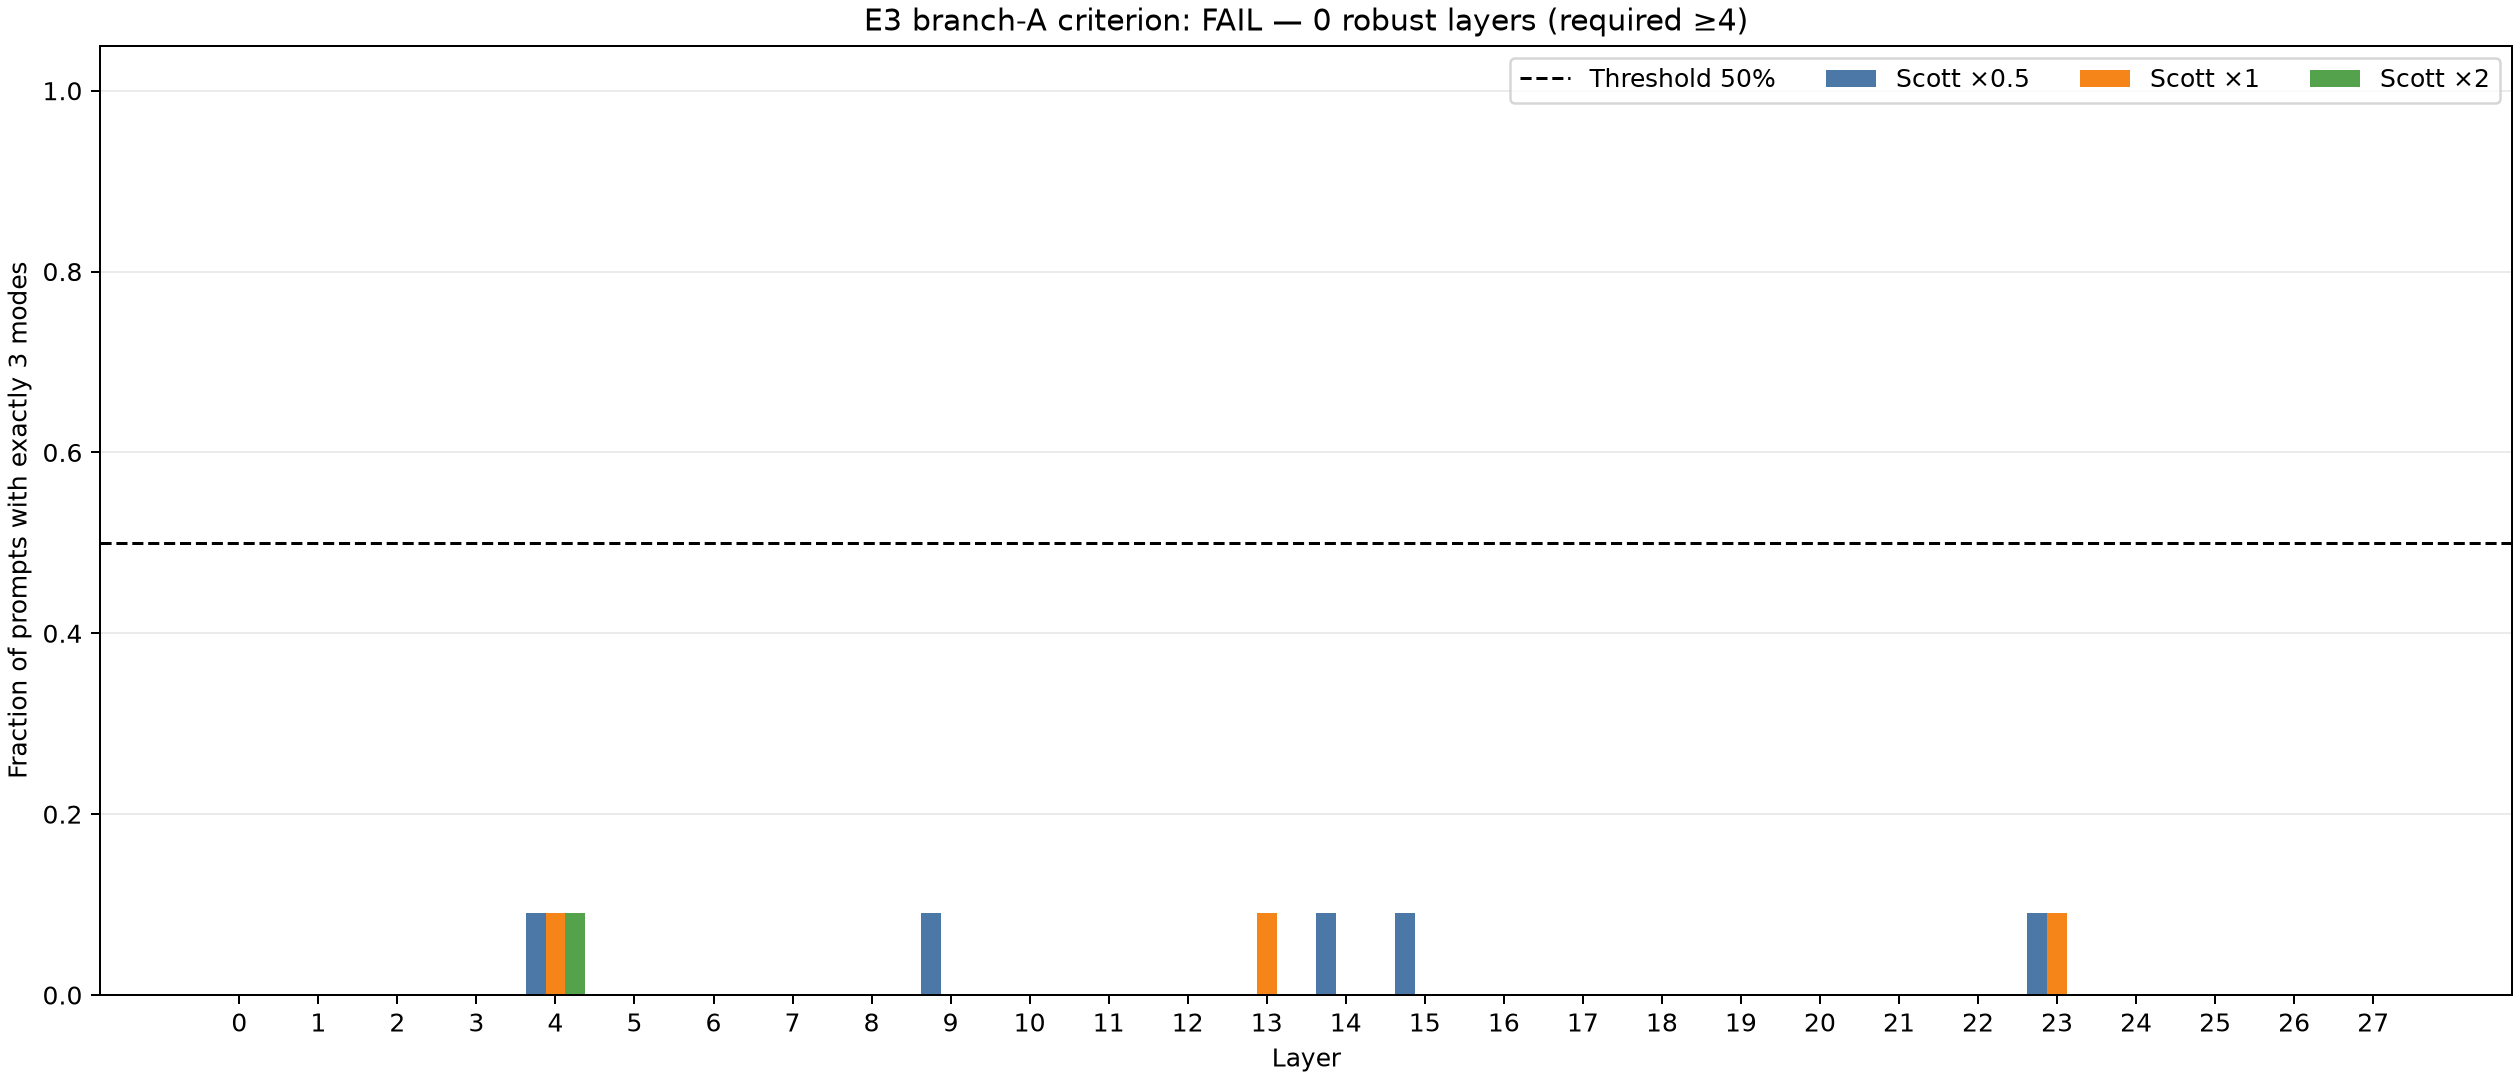 E3 branch-A criterion: FAIL — 0 robust layers (required ≥4)
Threshold 50% Scott ×0.5 Scott ×1 Scott ×2
Fraction of prompts with exactly 3 modes
1.0
0.8
0.6
0.4
0.2
0.0
0 1 2 3 4 5 6 7 8 9 10 11 12 13 14 15 16 17 18 19 20 21 22 23 24 25 26 27
Layer